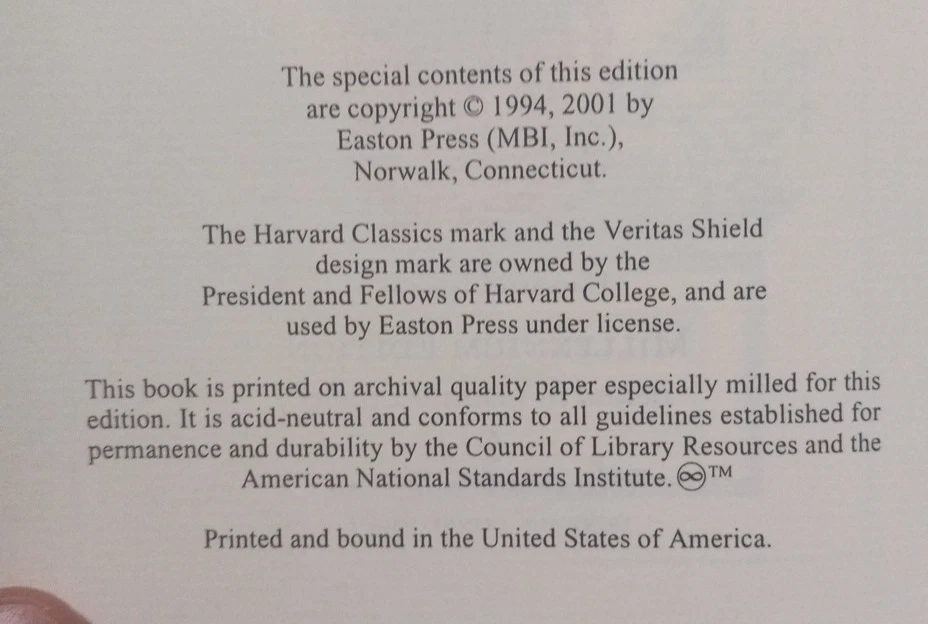 The special contents of this edition
are copyright © 1994, 2001 by
Easton Press (MBI, Inc.),
Norwalk, Connecticut.
The Harvard Classics mark and the Veritas Shield
design mark are owned by the
President and Fellows of Harvard College, and are
used by Easton Press under license.
This book is printed on archival quality paper especially milled for this
edition. It is acid-neutral and conforms to all guidelines established for
permanence and durability by the Council of Library Resources and the
American National Standards Institute. ♾™
Printed and bound in the United States of America.